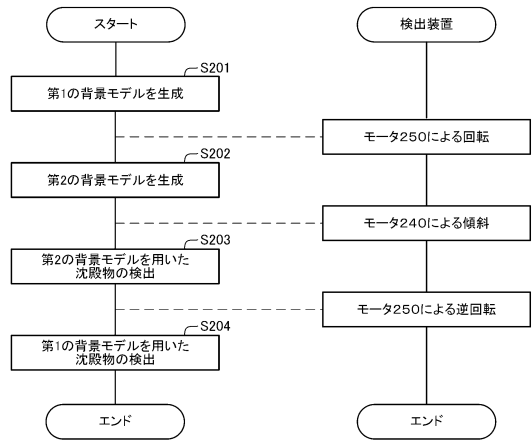 スタート
検出装置
S201
第1の背景モデルを生成
モータ250による回転
S202
第2の背景モデルを生成
モータ240による傾斜
S203
第2の背景モデルを用いた
沈殿物の検出
モータ250による逆回転
S204
第1の背景モデルを用いた
沈殿物の検出
エンド
エンド